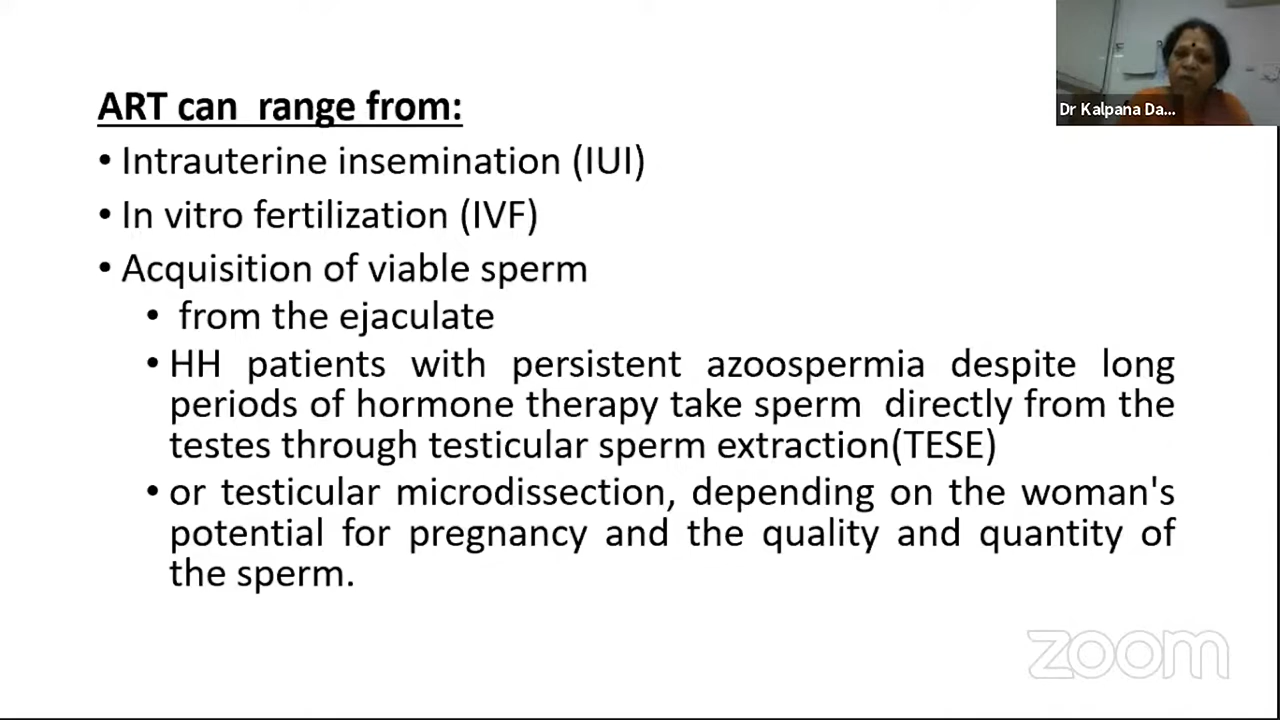 ART can range from:
• Intrauterine insemination (IUI)
• In vitro fertilization (IVF)
• Acquisition of viable sperm
• from the ejaculate
• HH patients with persistent azoospermia despite long
periods of hormone therapy take sperm directly from the
testes through testicular sperm extraction(TESE)
• or testicular microdissection, depending on the woman's
potential for pregnancy and the quality and quantity of
the sperm.
Dr Kalpana Da...
zoom